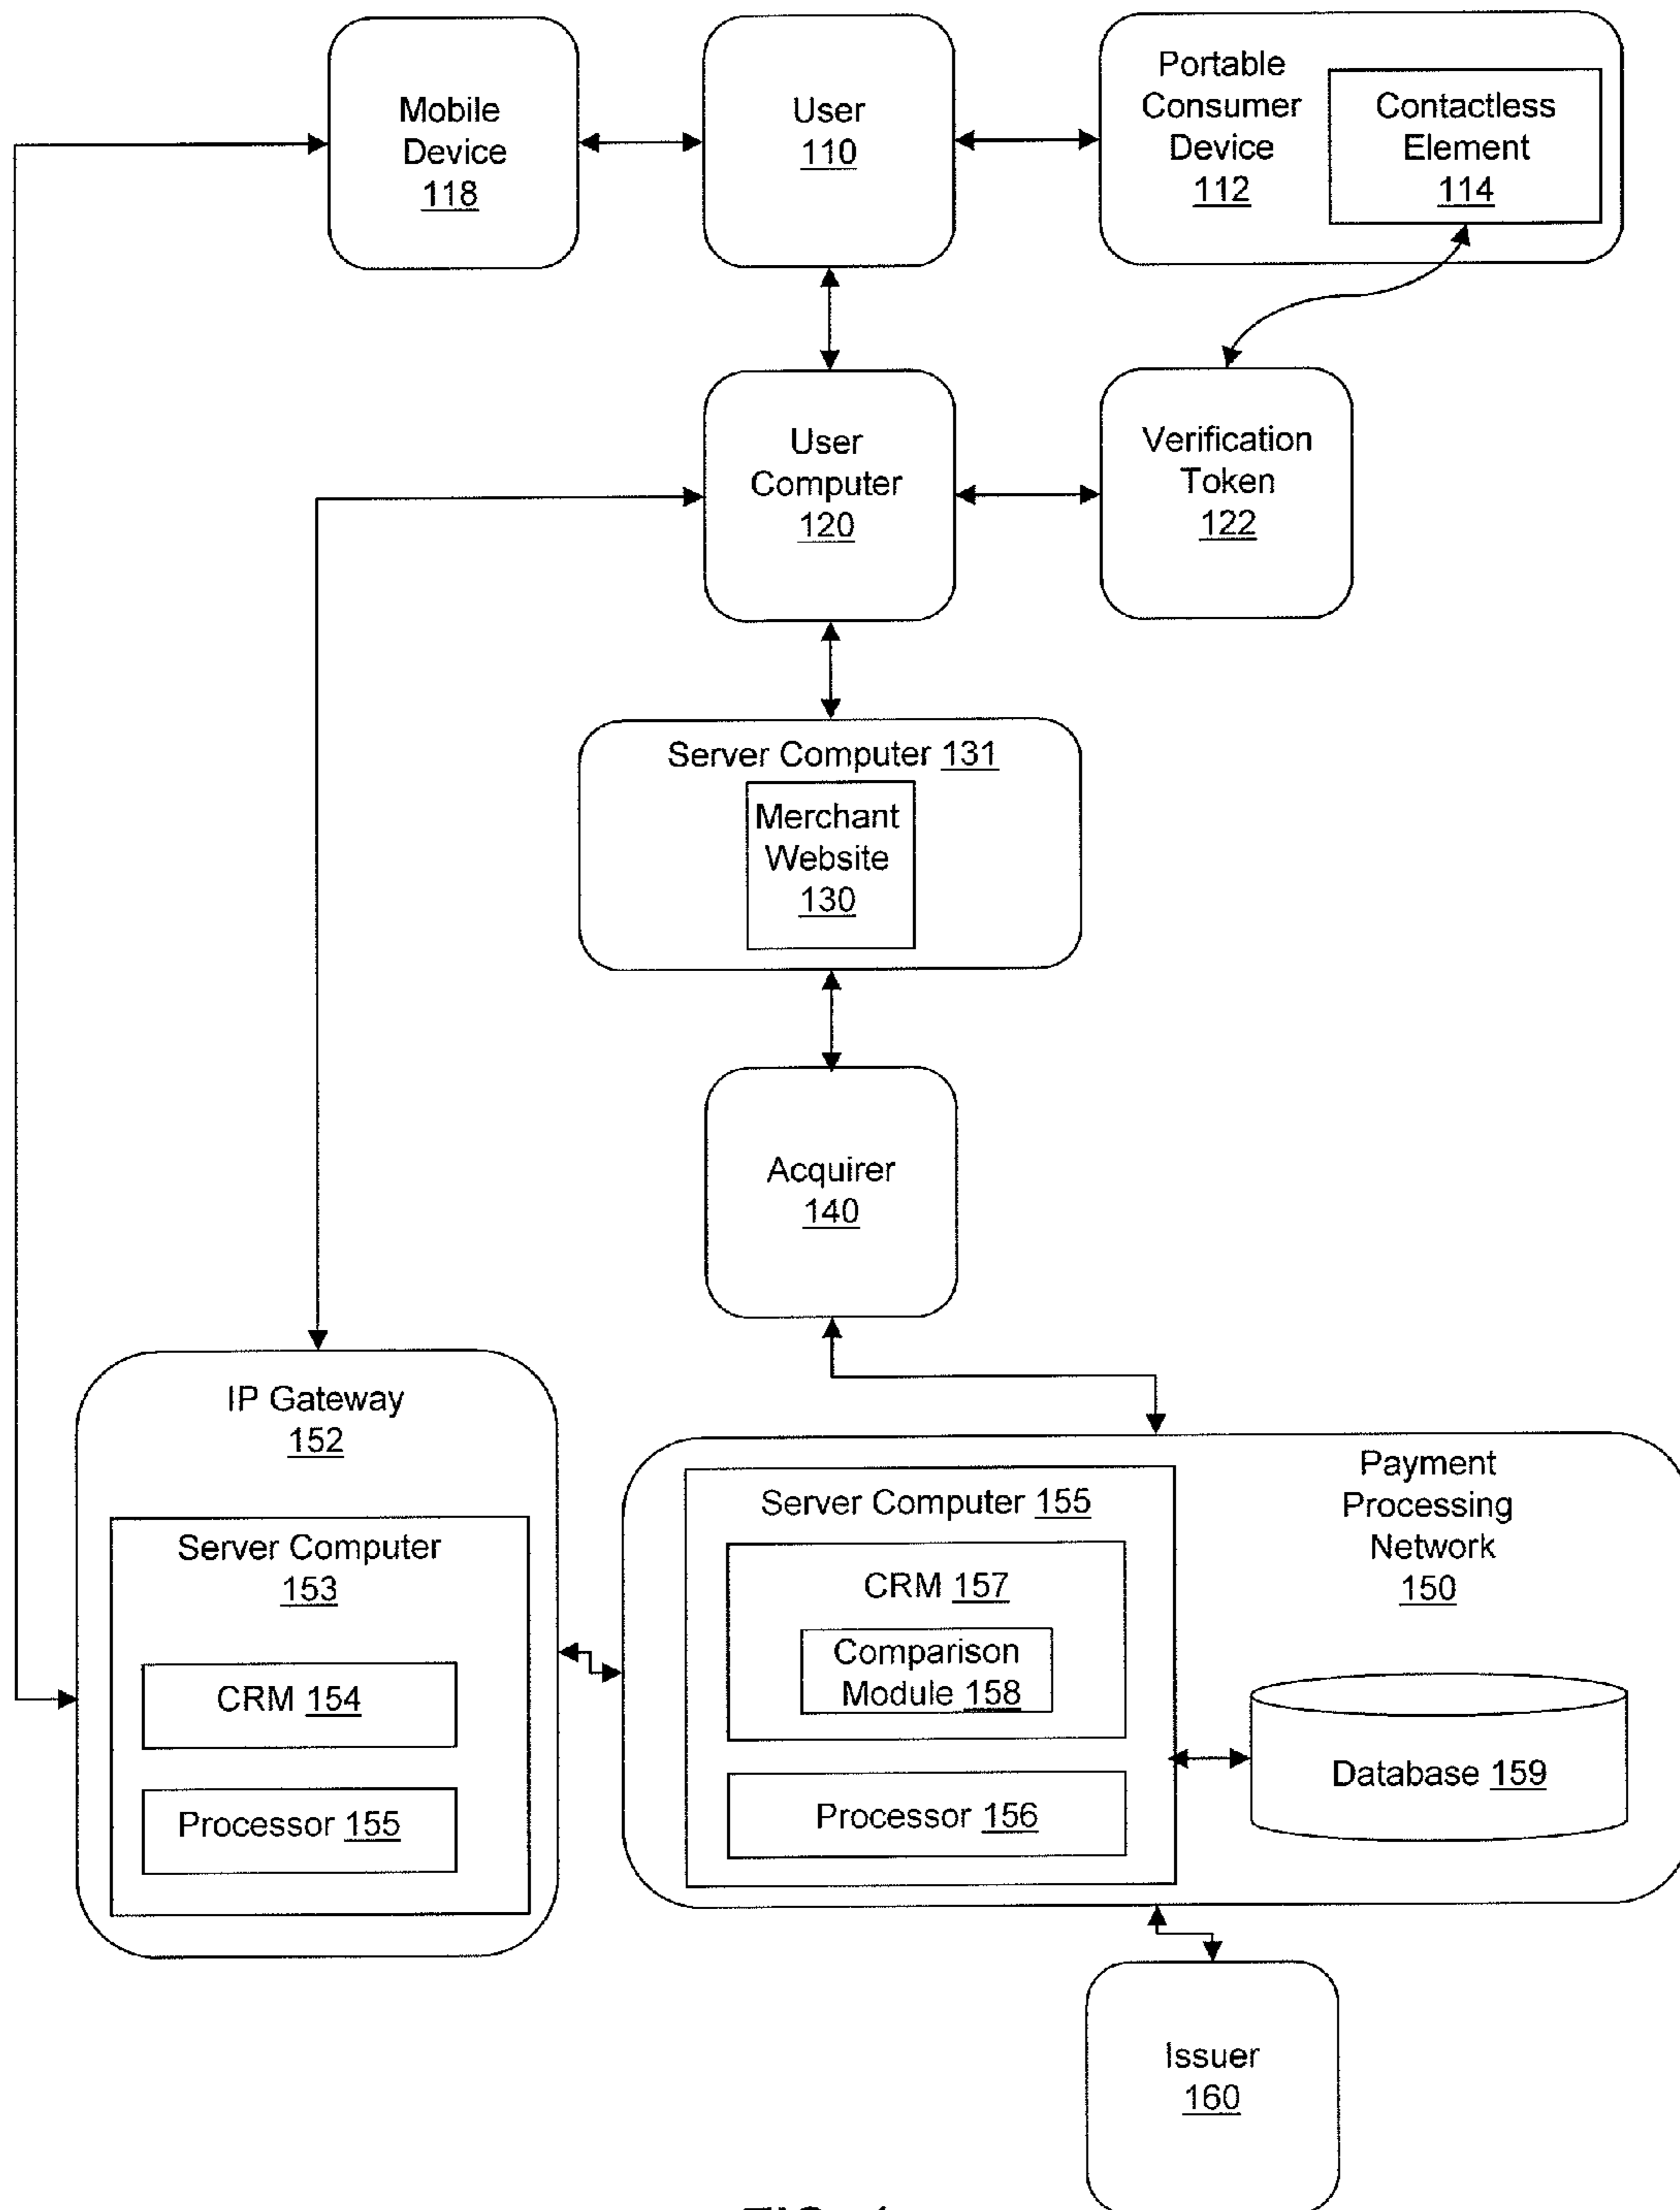 Mobile
Device
118
User
110
Portable
Consumer
Device
112
Contactless
Element
114
User
Computer
120
Verification
Token
122
Server Computer 131
Merchant
Website
130
Acquirer
140
IP Gateway
152
Server Computer
153
CRM 154
Processor 155
Payment
Processing
Network
150
Server Computer 155
CRM 157
Comparison
Module 158
Processor 156
Database 159
Issuer
160